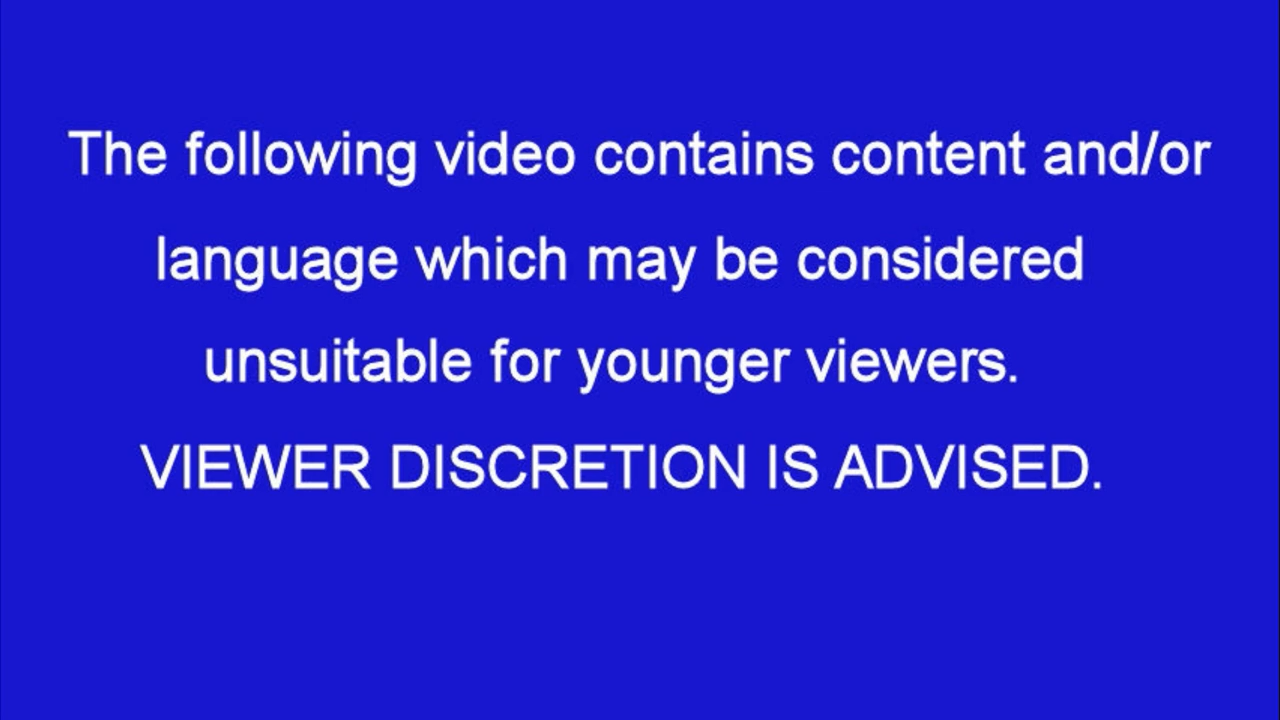 The following video contains content and/or
language which may be considered
unsuitable for younger viewers.
VIEWER DISCRETION IS ADVISED.